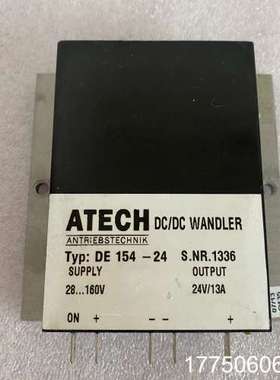 ATECH DC/DC WANDLER
ANTRIEBSTECHNIK
Typ: DE 154 -24 S.NR.1336
SUPPLY OUTPUT
28...160V 24V/13A
ON + - - +
17750606